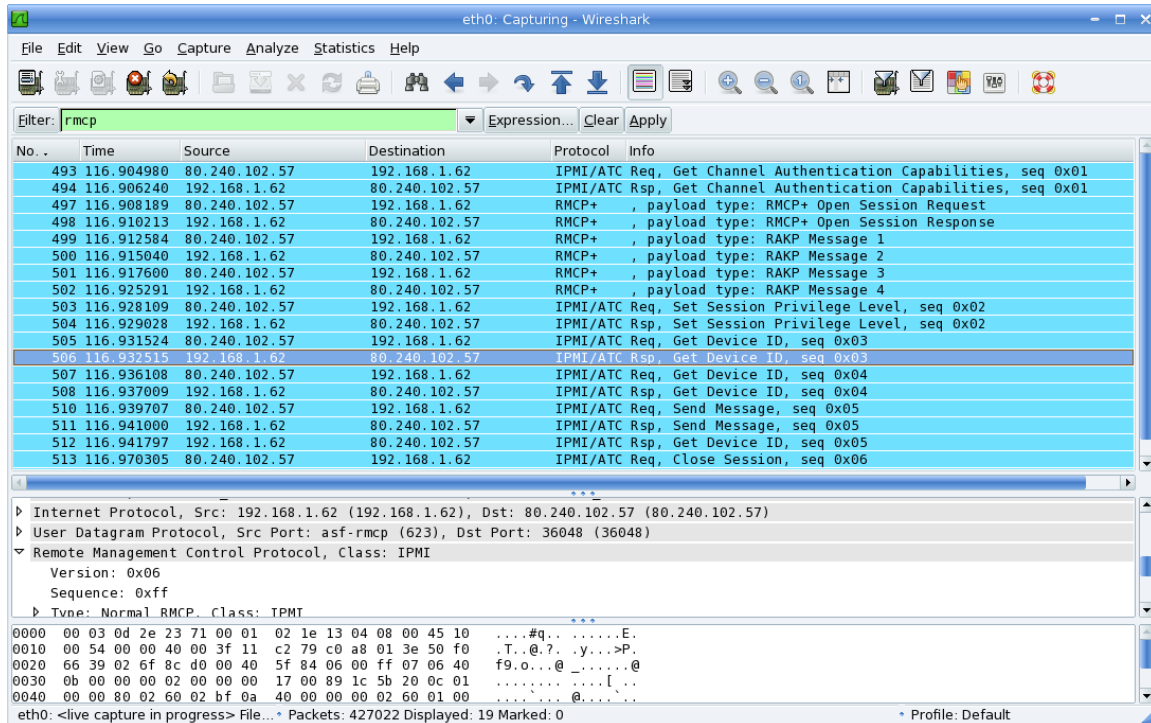 eth0: Capturing - Wireshark
File Edit View Go Capture Analyze Statistics Help
Filter: rmcp Expression... Clear Apply
No. . Time Source Destination Protocol Info
493 116.904980 80.240.102.57 192.168.1.62 IPMI/ATC Req, Get Channel Authentication Capabilities, seq 0x01
494 116.906240 192.168.1.62 80.240.102.57 IPMI/ATC Rsp, Get Channel Authentication Capabilities, seq 0x01
497 116.908189 80.240.102.57 192.168.1.62 RMCP+ , payload type: RMCP+ Open Session Request
498 116.910213 192.168.1.62 80.240.102.57 RMCP+ , payload type: RMCP+ Open Session Response
499 116.912584 80.240.102.57 192.168.1.62 RMCP+ , payload type: RAKP Message 1
500 116.915040 192.168.1.62 80.240.102.57 RMCP+ , payload type: RAKP Message 2
501 116.917600 80.240.102.57 192.168.1.62 RMCP+ , payload type: RAKP Message 3
502 116.925291 192.168.1.62 80.240.102.57 RMCP+ , payload type: RAKP Message 4
503 116.928109 80.240.102.57 192.168.1.62 IPMI/ATC Req, Set Session Privilege Level, seq 0x02
504 116.929028 192.168.1.62 80.240.102.57 IPMI/ATC Rsp, Set Session Privilege Level, seq 0x02
505 116.931524 80.240.102.57 192.168.1.62 IPMI/ATC Req, Get Device ID, seq 0x03
506 116.932515 192.168.1.62 80.240.102.57 IPMI/ATC Rsp, Get Device ID, seq 0x03
507 116.936108 80.240.102.57 192.168.1.62 IPMI/ATC Req, Get Device ID, seq 0x04
508 116.937009 192.168.1.62 80.240.102.57 IPMI/ATC Rsp, Get Device ID, seq 0x04
510 116.939707 80.240.102.57 192.168.1.62 IPMI/ATC Req, Send Message, seq 0x05
511 116.941000 192.168.1.62 80.240.102.57 IPMI/ATC Rsp, Send Message, seq 0x05
512 116.941797 192.168.1.62 80.240.102.57 IPMI/ATC Rsp, Get Device ID, seq 0x05
513 116.970305 80.240.102.57 192.168.1.62 IPMI/ATC Req, Close Session, seq 0x06
Internet Protocol, Src: 192.168.1.62 (192.168.1.62), Dst: 80.240.102.57 (80.240.102.57)
User Datagram Protocol, Src Port: asf-rmcp (623), Dst Port: 36048 (36048)
Remote Management Control Protocol, Class: IPMI
Version: 0x06
Sequence: 0xff
Type: Normal RMCP, Class: IPMI
0000 00 03 0d 2e 23 71 00 01 02 1e 13 04 08 00 45 10 ....#q.. ......E.
0010 00 54 00 00 40 00 3f 11 c2 79 c0 a8 01 3e 50 f0 .T..@.?. .y...>P.
0020 66 39 02 6f 8c d0 00 40 5f 84 06 00 ff 07 06 40 f9.o...@ _......@
0030 0b 00 00 00 02 00 00 00 17 00 89 1c 5b 20 0c 01 ........ ....[ ..
0040 00 00 80 02 60 02 bf 0a 40 00 00 00 02 60 01 00 ....`... @....`..
eth0: <live capture in progress> File... Packets: 427022 Displayed: 19 Marked: 0 Profile: Default